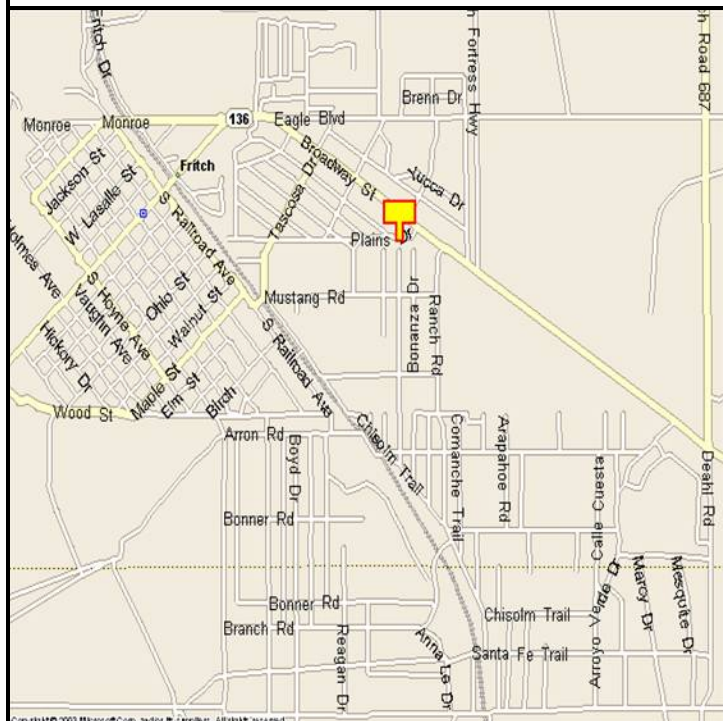 Fritch Dr
h Fortress Hwy
h Road 687
Brenn Dr
Monroe
Monroe
136
Eagle Blvd
Broadway St
Yucca Dr
Jackson St
Fritch
W Lasalle St
Tascosa Dr
S Railroad Ave
Plains Dr
Holmes Ave
S Hoyne Ave
Vaughn Ave
Ohio St
Walnut St
Mustang Rd
Bonanza Dr
Ranch Rd
Hickory Dr
S Railroad Ave
Maple St
Elm St
Birch
Wood St
Arron Rd
Boyd Dr
Chisolm Trail
Comanche Trail
Arapahoe Rd
Calle Cuesta
Deahl Rd
Bonner Rd
Marcy Dr
Mesquite Dr
Bonner Rd
Branch Rd
Reagan Dr
Anna Le Dr
Chisolm Trail
Santa Fe Trail